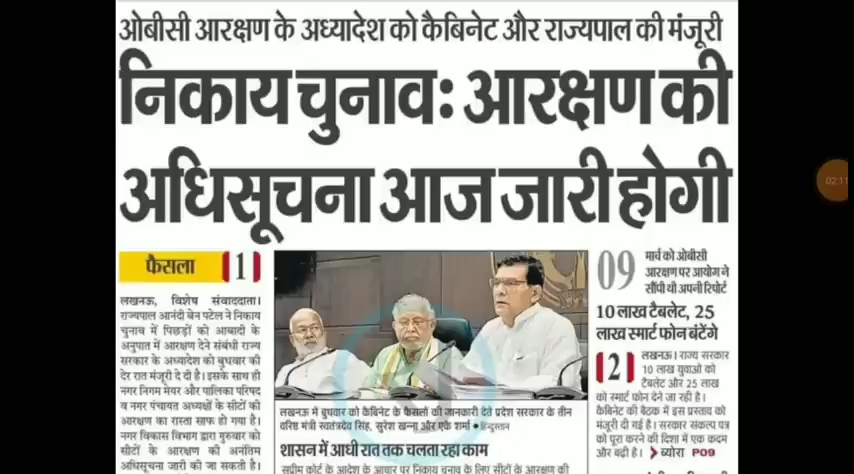 ओबीसी आरक्षण के अध्यादेश को कैबिनेट और राज्यपाल की मंजूरी
निकाय चुनाव: आरक्षण की
अधिसूचना आज जारी होगी
फैसला 1
लखनऊ, विशेष संवाददाता।
राज्यपाल आनंदी बेन पटेल ने निकाय
चुनाव में पिछड़ों को आबादी के
अनुपात में आरक्षण देने संबंधी राज्य
सरकार के अध्यादेश को बुधवार की
देर रात मंजूरी दे दी है। इसके साथ ही
नगर निगम मेयर और पालिका परिषद
व नगर पंचायत अध्यक्षों के सीटों की
आरक्षण का रास्ता साफ हो गया है।
नगर विकास विभाग द्वारा गुरुवार को
सीटों के आरक्षण की अनंतिम
अधिसूचना जारी की जा सकती है।
लखनऊ में बुधवार को कैबिनेट के फैसलों की जानकारी देते प्रदेश सरकार के तीन
वरिष्ठ मंत्री स्वतंत्रदेव सिंह, सुरेश खन्ना और एके शर्मा • हिन्दुस्तान
शासन में आधी रात तक चलता रहा काम
सुप्रीम कोर्ट के आदेश के आधार पर निकाय चुनाव के लिए सीटों के आरक्षण की
09
मार्च को ओबीसी
आरक्षण पर आयोग ने
सौंपी थी अपनी रिपोर्ट
10 लाख टैबलेट, 25
लाख स्मार्ट फोन बंटेंगे
2
लखनऊ। राज्य सरकार
10 लाख युवाओं को
टैबलेट और 25 लाख
को स्मार्ट फोन देने जा रही है।
कैबिनेट की बैठक में इस प्रस्ताव को
मंजूरी दी गई है। सरकार संकल्प पत्र
को पूरा करने की दिशा में एक कदम
और बढ़ी है। ▶ब्योरा P09
02:11